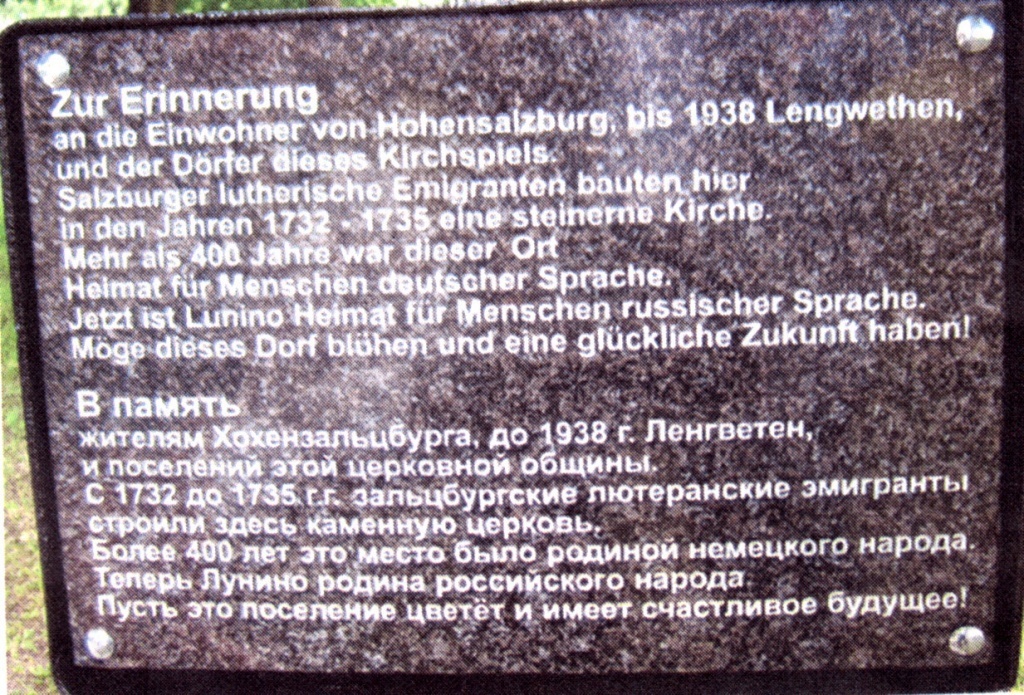 Zur Erinnerung
an die Einwohner von Hohensalzburg, bis 1938 Lengwethen,
und der Dörfer dieses Kirchspiels.
Salzburger lutherische Emigranten bauten hier
in den Jahren 1732 - 1735 eine steinerne Kirche.
Mehr als 400 Jahre war dieser Ort
Heimat für Menschen deutscher Sprache.
Jetzt ist Lunino Heimat für Menschen russischer Sprache.
Möge dieses Dorf blühen und eine glückliche Zukunft haben!
В память
жителям Хохензальцбурга, до 1938 г. Ленгветен,
и поселений этой церковной общины.
С 1732 до 1735 г.г. зальцбургские лютеранские эмигранты
строили здесь каменную церковь.
Более 400 лет это место было родиной немецкого народа.
Теперь Лунино родина российского народа.
Пусть это поселение цветёт и имеет счастливое будущее!